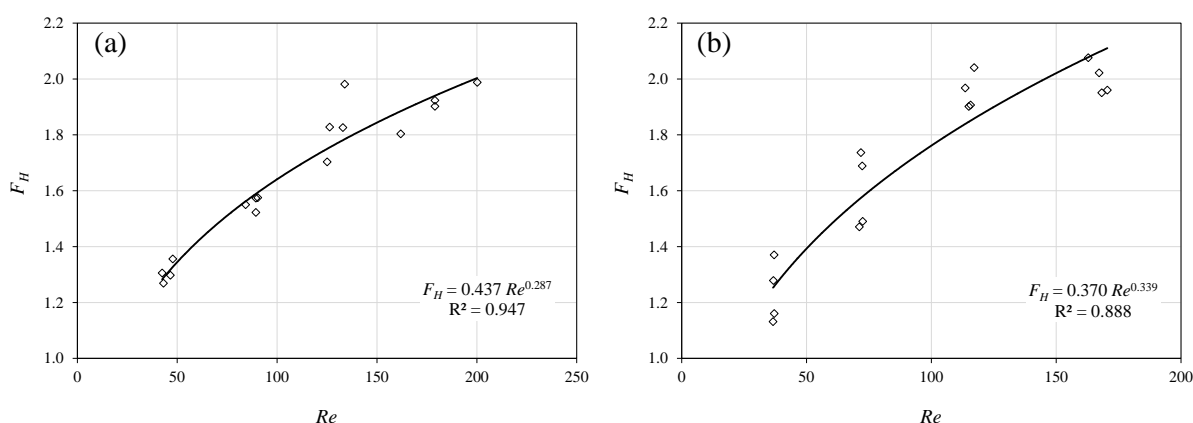 (a)
2.2
2.0
1.8
1.6
1.4
1.2
1.0
F_H
0 50 100 150 200 250
Re
F_H = 0.437 Re^0.287
R² = 0.947
(b)
2.2
2.0
1.8
1.6
1.4
1.2
1.0
F_H
0 50 100 150 200
Re
F_H = 0.370 Re^0.339
R² = 0.888